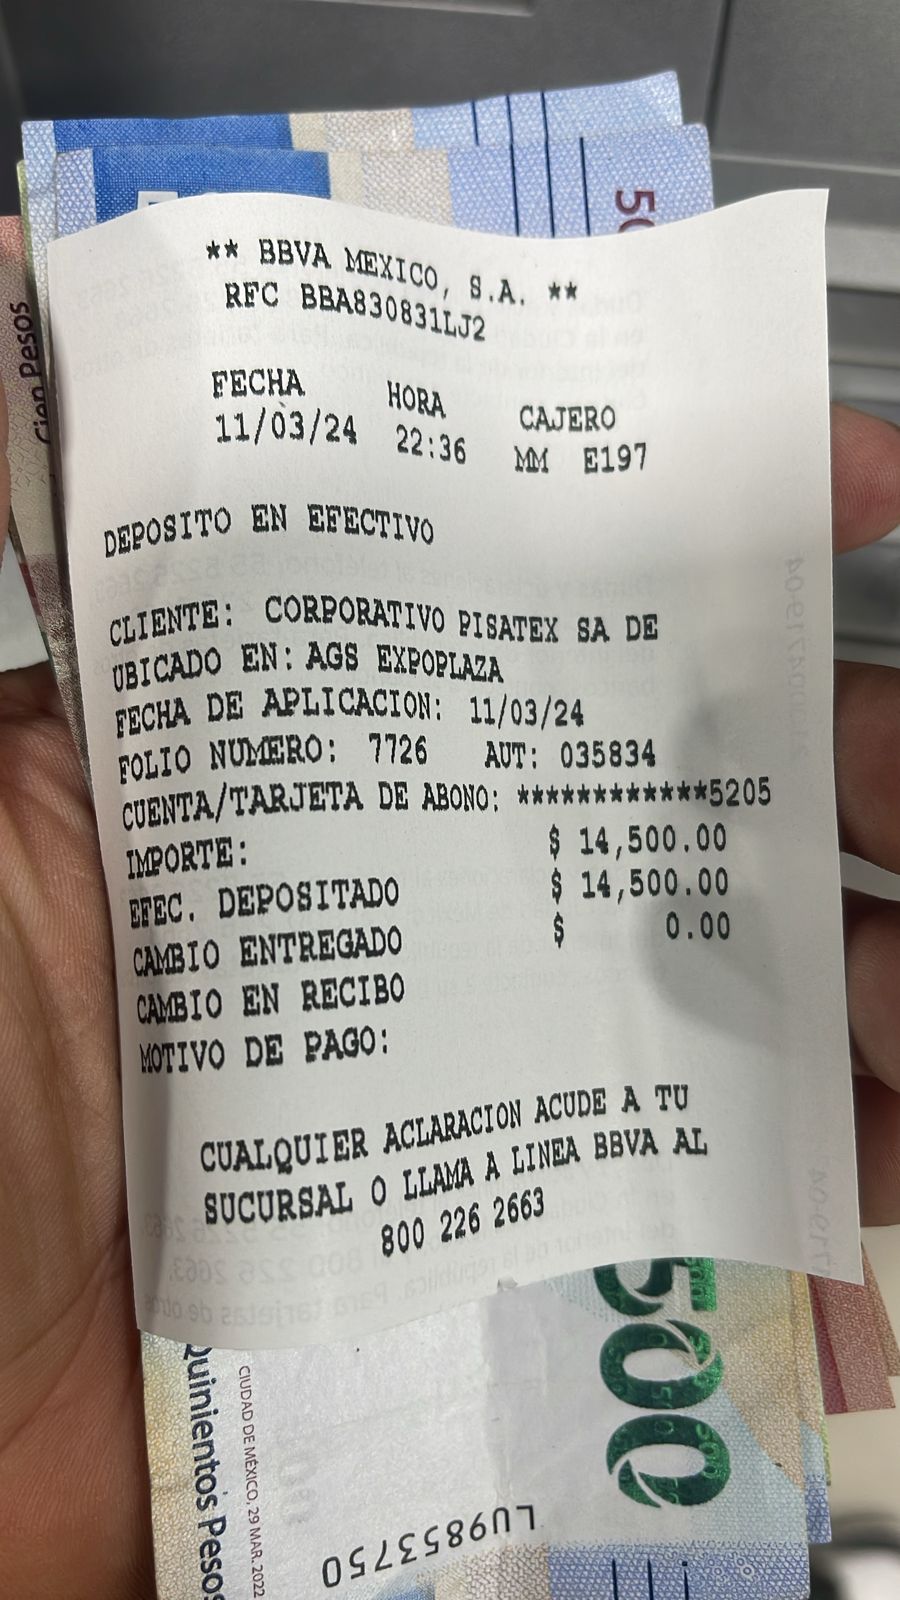 50
Cien Pesos
** BBVA MEXICO, S.A. **
RFC BBA830831LJ2
FECHA HORA CAJERO
11/03/24 22:36 MM E197
DEPOSITO EN EFECTIVO
CLIENTE: CORPORATIVO PISATEX SA DE
UBICADO EN: AGS EXPOPLAZA
FECHA DE APLICACION: 11/03/24
FOLIO NUMERO: 7726 AUT: 035834
CUENTA/TARJETA DE ABONO: ************5205
IMPORTE: $ 14,500.00
EFEC. DEPOSITADO $ 14,500.00
CAMBIO ENTREGADO $ 0.00
CAMBIO EN RECIBO
MOTIVO DE PAGO:
CUALQUIER ACLARACION ACUDE A TU
SUCURSAL O LLAMA A LINEA BBVA AL
800 226 2663
500
Quinientos Pesos
CIUDAD DE MÉXICO, 29 MAR. 2022
LU9853750